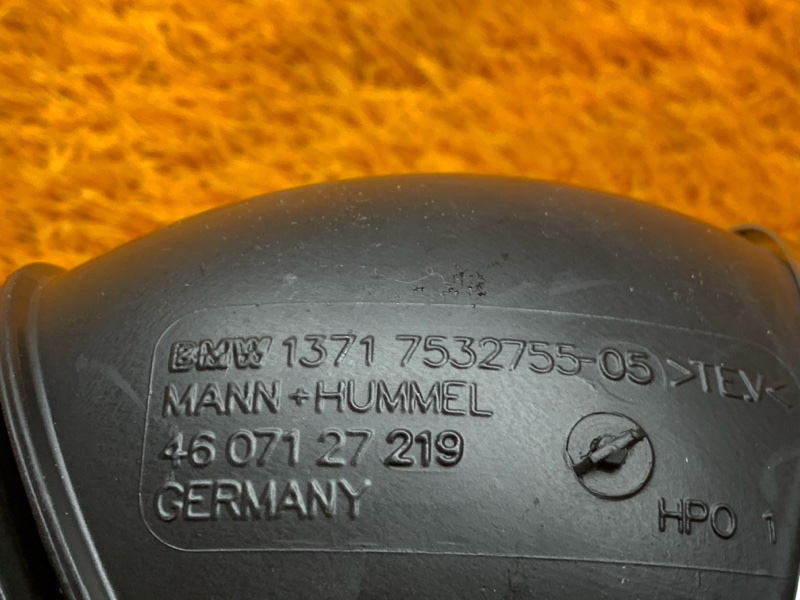 BMW 1371 7532755-05 >TEV<
MANN+HUMMEL
46 071 27 219
GERMANY
HPO 1